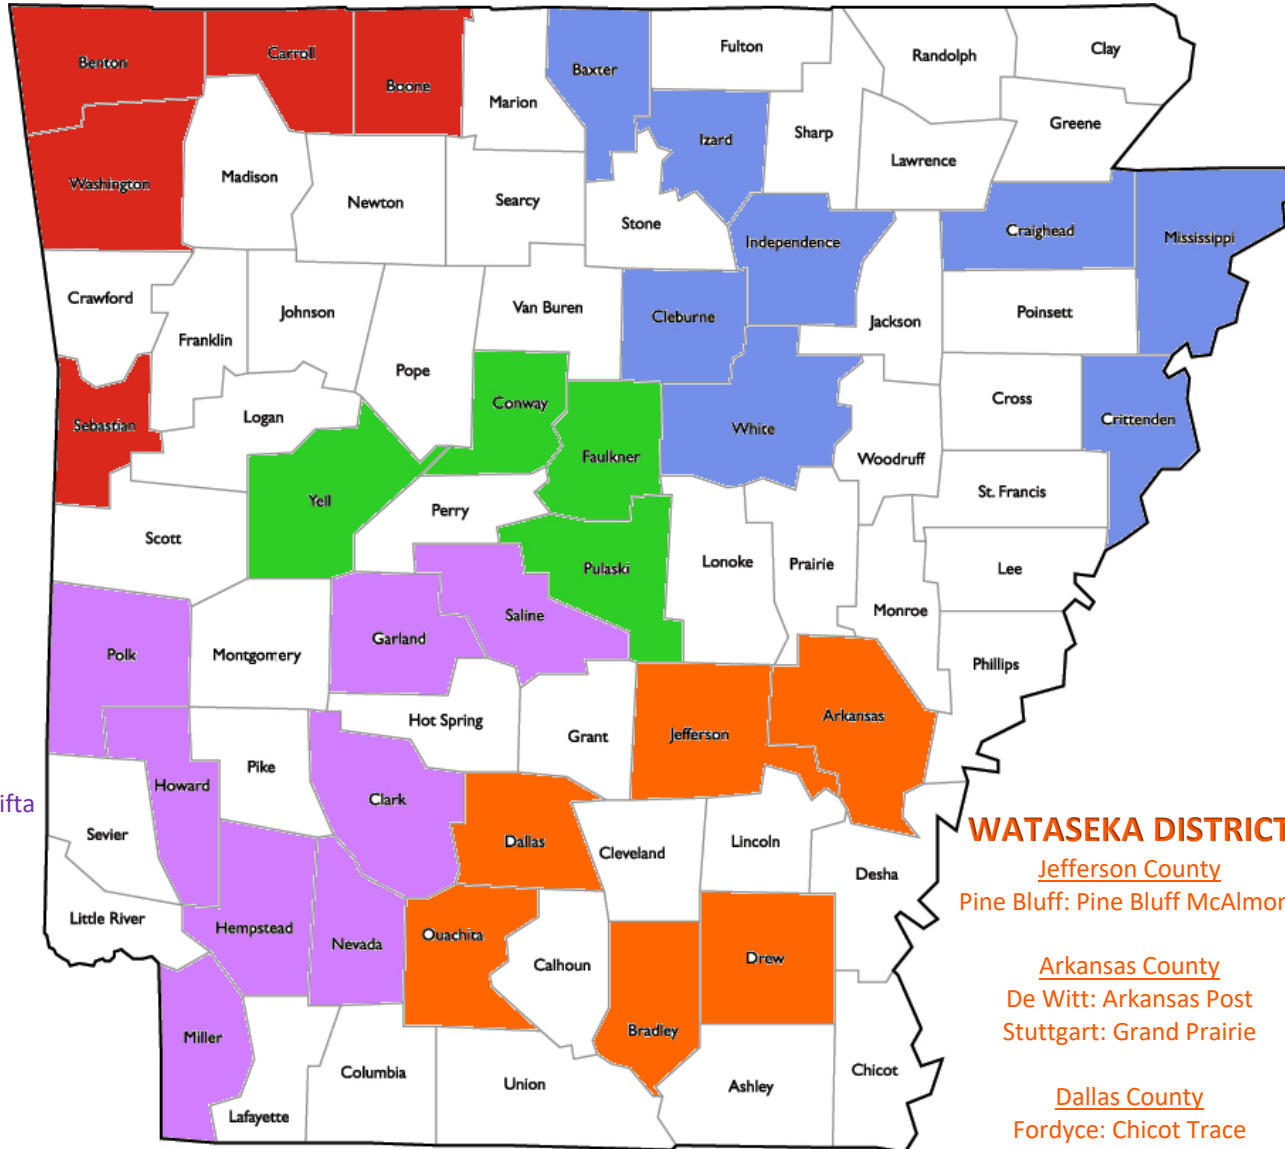 Benton
Carroll
Boone
Baxter
Fulton
Randolph
Clay
Marion
Izard
Sharp
Greene
Lawrence
Washington
Madison
Newton
Searcy
Stone
Independence
Craighead
Mississippi
Crawford
Franklin
Johnson
Van Buren
Cleburne
Jackson
Poinsett
Pope
Sebastian
Logan
Conway
Faulkner
White
Woodruff
Cross
Crittenden
Yell
Perry
St. Francis
Scott
Pulaski
Lonoke
Prairie
Lee
Monroe
Polk
Montgomery
Garland
Saline
Phillips
Hot Spring
Grant
Jefferson
Arkansas
Howard
Pike
Clark
ifta
Sevier
Dallas
Cleveland
Lincoln
Desha
Little River
Hempstead
Nevada
Ouachita
Calhoun
Drew
Bradley
Miller
Columbia
Union
Ashley
Chicot
Lafayette
WATASEKA DISTRICT
Jefferson County
Pine Bluff: Pine Bluff McAlmon
Arkansas County
De Witt: Arkansas Post
Stuttgart: Grand Prairie
Dallas County
Fordyce: Chicot Trace